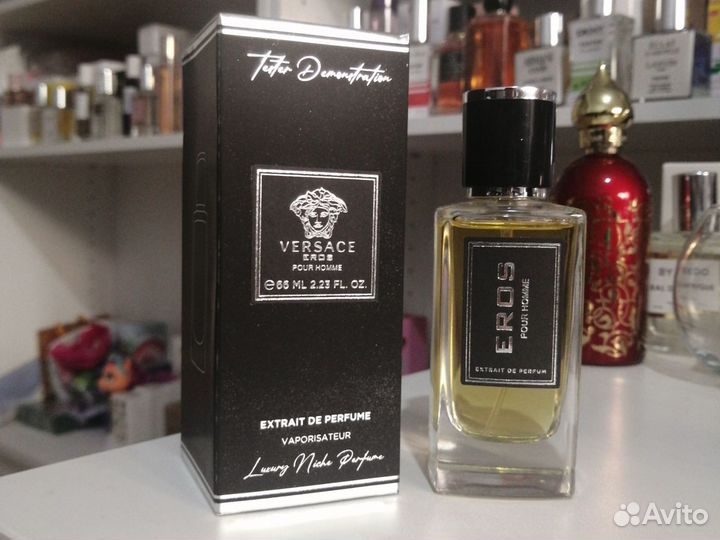 Tester Demonstration
VERSACE
EROS
POUR HOMME
℮66 ML 2.23 FL. OZ.
EXTRAIT DE PERFUME
VAPORISATEUR
Luxury Niche Perfume
EROS
POUR HOMME
EXTRAIT DE PERFUM
Avito